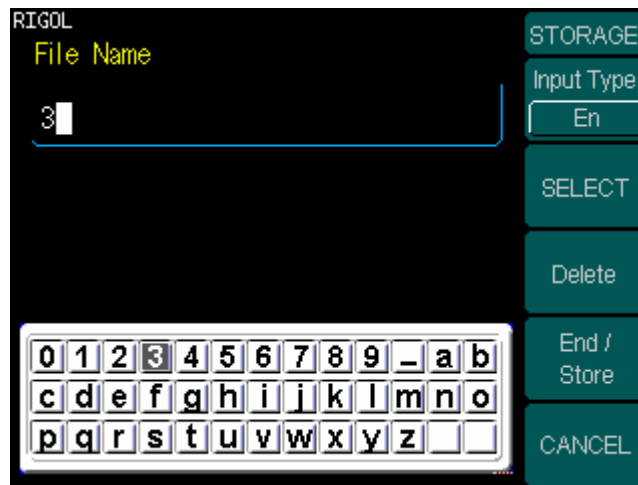 RIGOL
File Name
3
0 1 2 3 4 5 6 7 8 9 _ a b
c d e f g h i j k l m n o
p q r s t u v w x y z
STORAGE
Input Type
En
SELECT
Delete
End /
Store
CANCEL